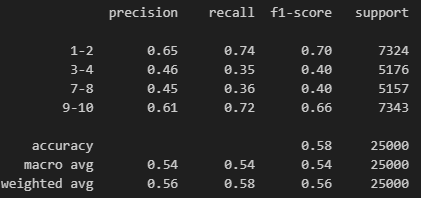 precision recall f1-score support
1-2 0.65 0.74 0.70 7324
3-4 0.46 0.35 0.40 5176
7-8 0.45 0.36 0.40 5157
9-10 0.61 0.72 0.66 7343
accuracy 0.58 25000
macro avg 0.54 0.54 0.54 25000
weighted avg 0.56 0.58 0.56 25000